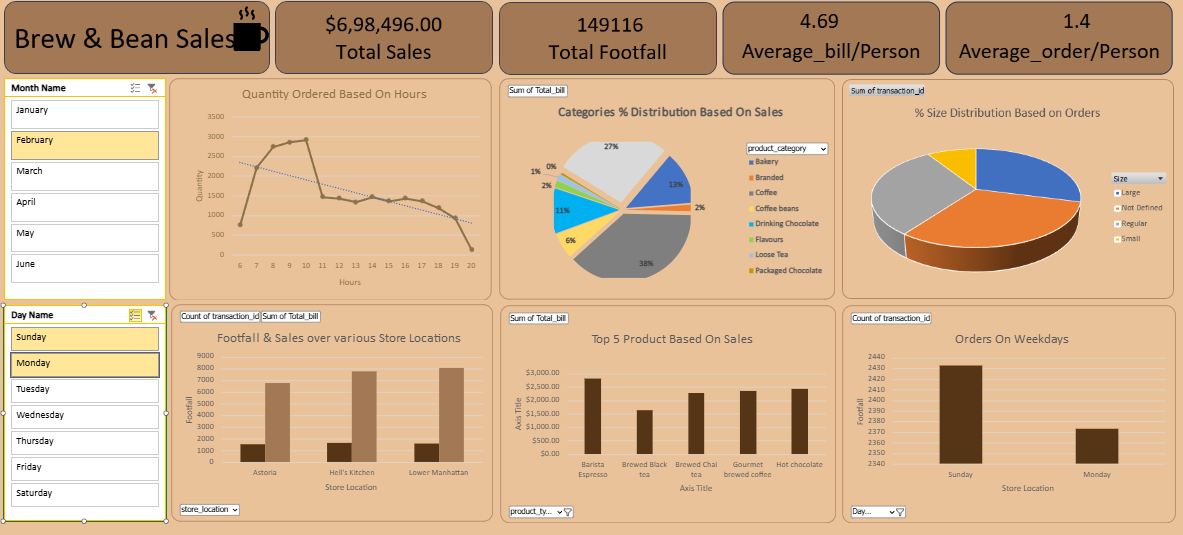 Brew & Bean Sales
$6,98,496.00
Total Sales
149116
Total Footfall
4.69
Average_bill/Person
1.4
Average_order/Person
Month Name
January
February
March
April
May
June
Quantity Ordered Based On Hours
Quantity
3500
3000
2500
2000
1500
1000
500
0
6 7 8 9 10 11 12 13 14 15 16 17 18 19 20
Hours
Sum of Total_bill
Categories % Distribution Based On Sales
27%
0%
1%
2%
11%
6%
38%
2%
13%
product_category
Bakery
Branded
Coffee
Coffee beans
Drinking Chocolate
Flavours
Loose Tea
Packaged Chocolate
Sum of transaction_id
% Size Distribution Based on Orders
Size
Large
Not Defined
Regular
Small
Day Name
Sunday
Monday
Tuesday
Wednesday
Thursday
Friday
Saturday
Count of transaction_id Sum of Total_bill
Footfall & Sales over various Store Locations
Footfall
9000
8000
7000
6000
5000
4000
3000
2000
1000
0
Astoria Hell's Kitchen Lower Manhattan
Store Location
store_location
Sum of Total_bill
Top 5 Product Based On Sales
Axis Title
$3,000.00
$2,500.00
$2,000.00
$1,500.00
$1,000.00
$500.00
$0.00
Barista Brewed Black Brewed Chai Gourmet Hot chocolate
Espresso tea tea brewed coffee
Axis Title
product_ty...
Count of transaction_id
Orders On Weekdays
Footfall
2440
2430
2420
2410
2400
2390
2380
2370
2360
2350
2340
Sunday Monday
Store Location
Day...